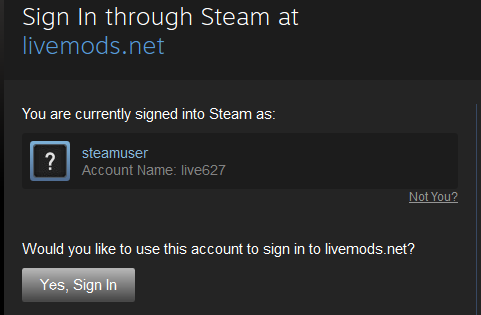 Sign In through Steam at
livemods.net
You are currently signed into Steam as:
?
steamuser
Account Name: live627
Not You?
Would you like to use this account to sign in to livemods.net?
Yes, Sign In